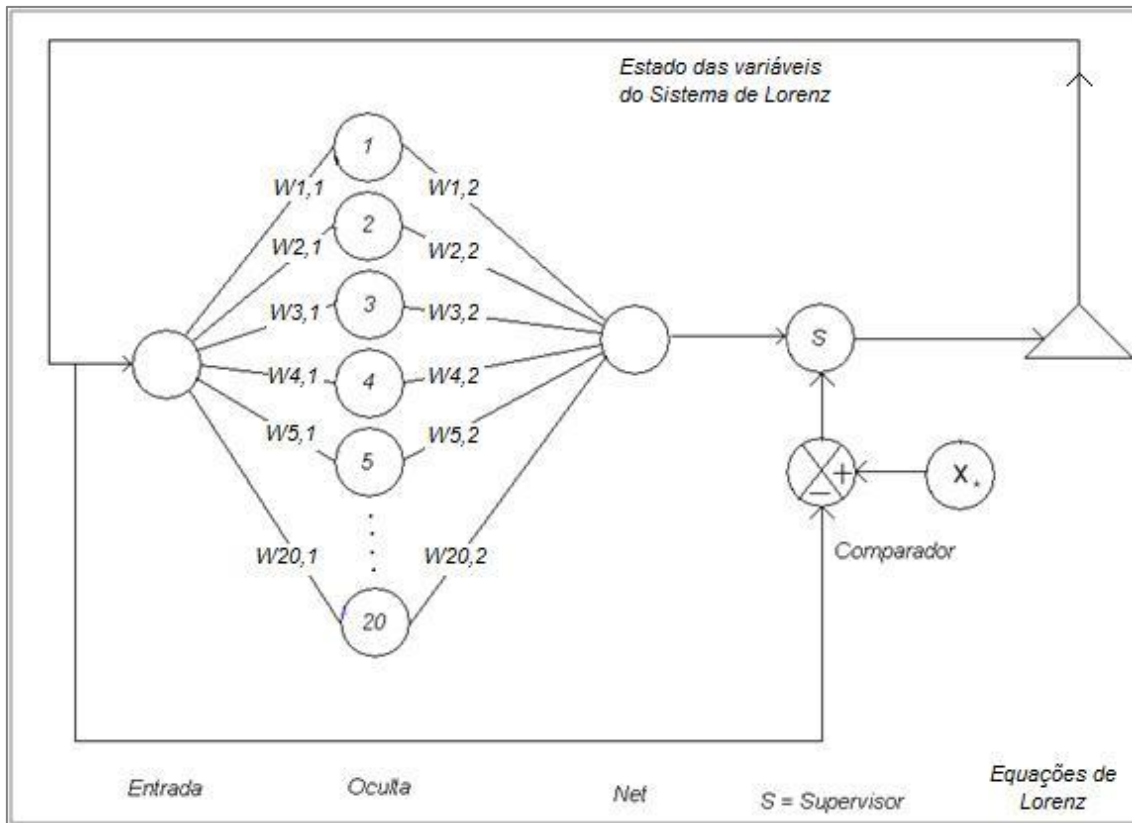 Estado das variáveis
do Sistema de Lorenz
1
W1,1
W1,2
2
W2,1
W2,2
3
W3,1
W3,2
S
4
W4,1
W4,2
W5,1
W5,2
5
+
X*
−
Comparador
W20,1
W20,2
20
Entrada
Oculta
Net
S = Supervisor
Equações de
Lorenz